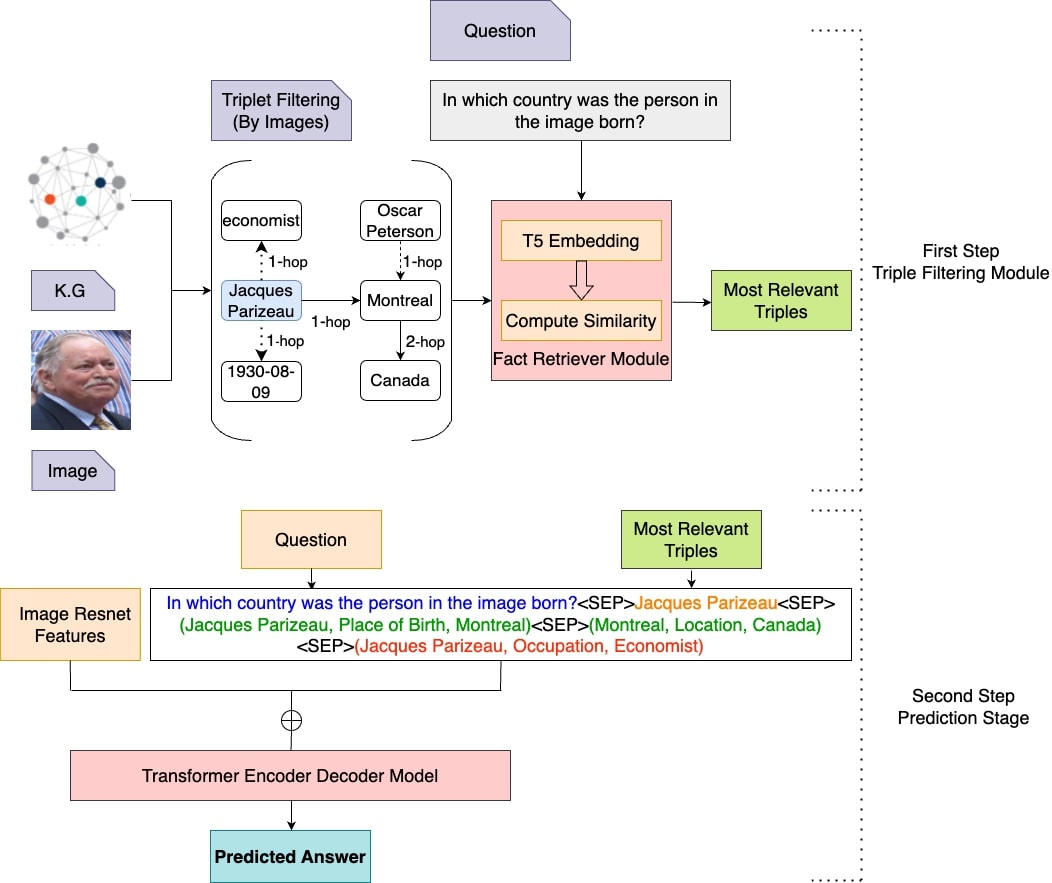 Question
Triplet Filtering
(By Images)
In which country was the person in
the image born?
K.G
Image
economist
1-hop
Jacques
Parizeau
1-hop
1-hop
1930-08-
09
Oscar
Peterson
1-hop
Montreal
2-hop
Canada
T5 Embedding
Compute Similarity
Fact Retriever Module
Most Relevant
Triples
First Step
Triple Filtering Module
Question
Most Relevant
Triples
Image Resnet
Features
In which country was the person in the image born?<SEP>Jacques Parizeau<SEP>
(Jacques Parizeau, Place of Birth, Montreal)<SEP>(Montreal, Location, Canada)
<SEP>(Jacques Parizeau, Occupation, Economist)
Second Step
Prediction Stage
Transformer Encoder Decoder Model
Predicted Answer